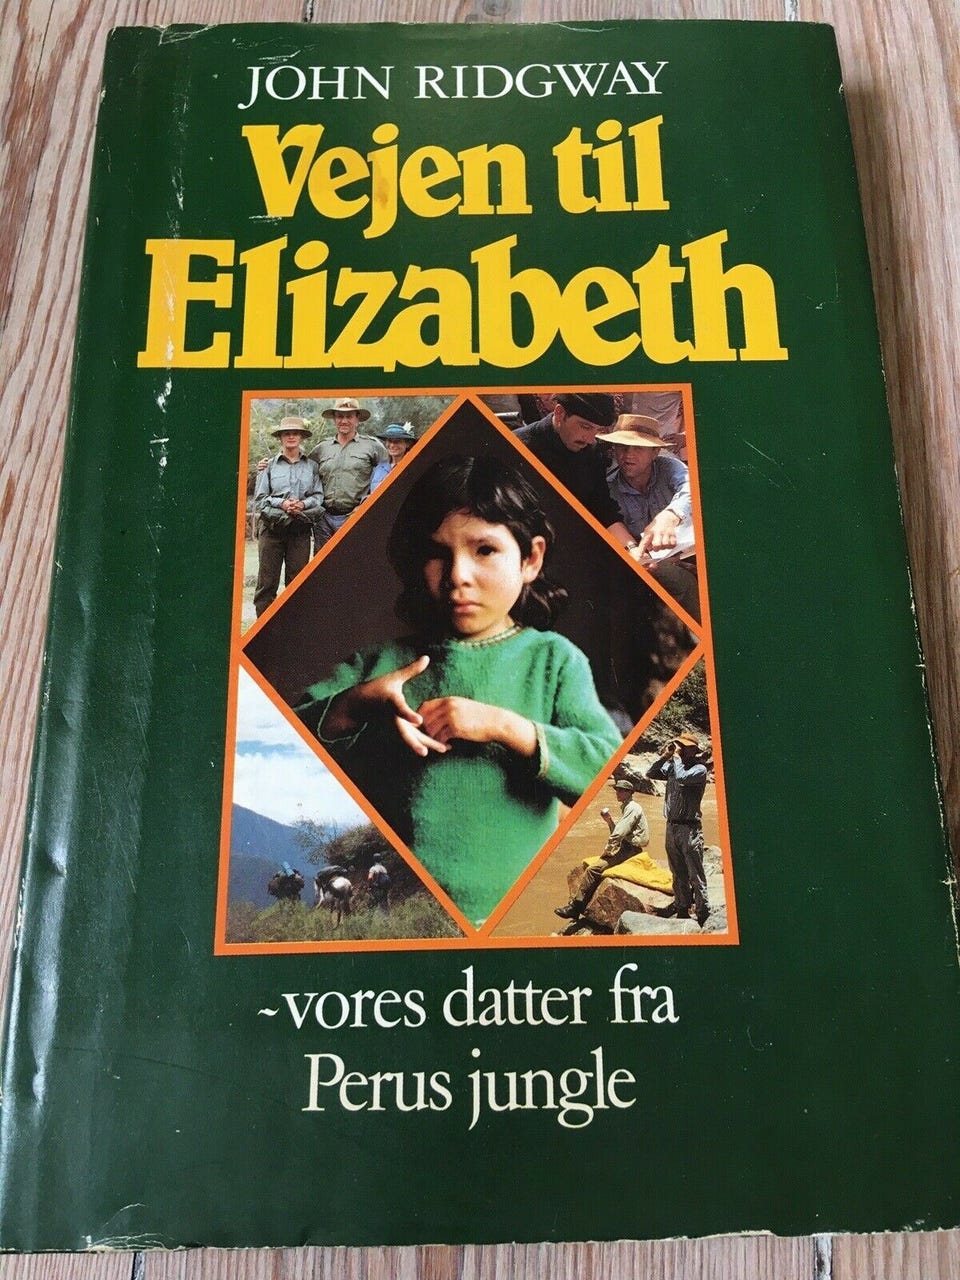 JOHN RIDGWAY
Vejen til
Elizabeth
~vores datter fra
Perus jungle